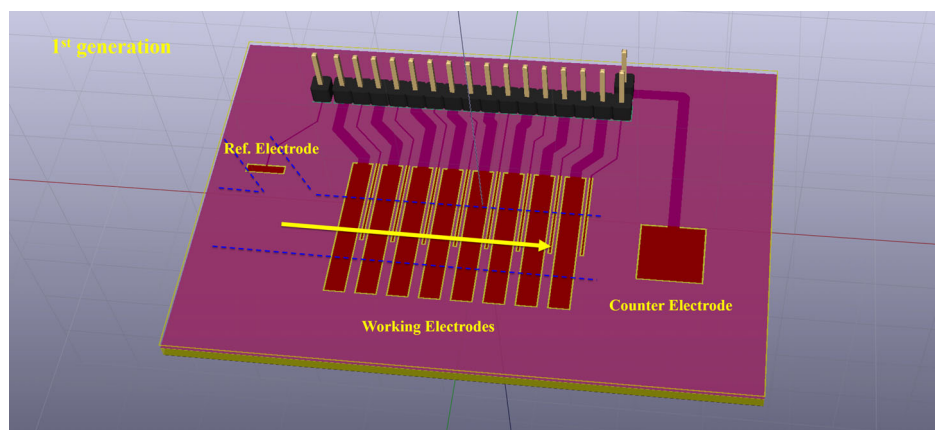 1st generation
Ref. Electrode
Counter Electrode
Working Electrodes